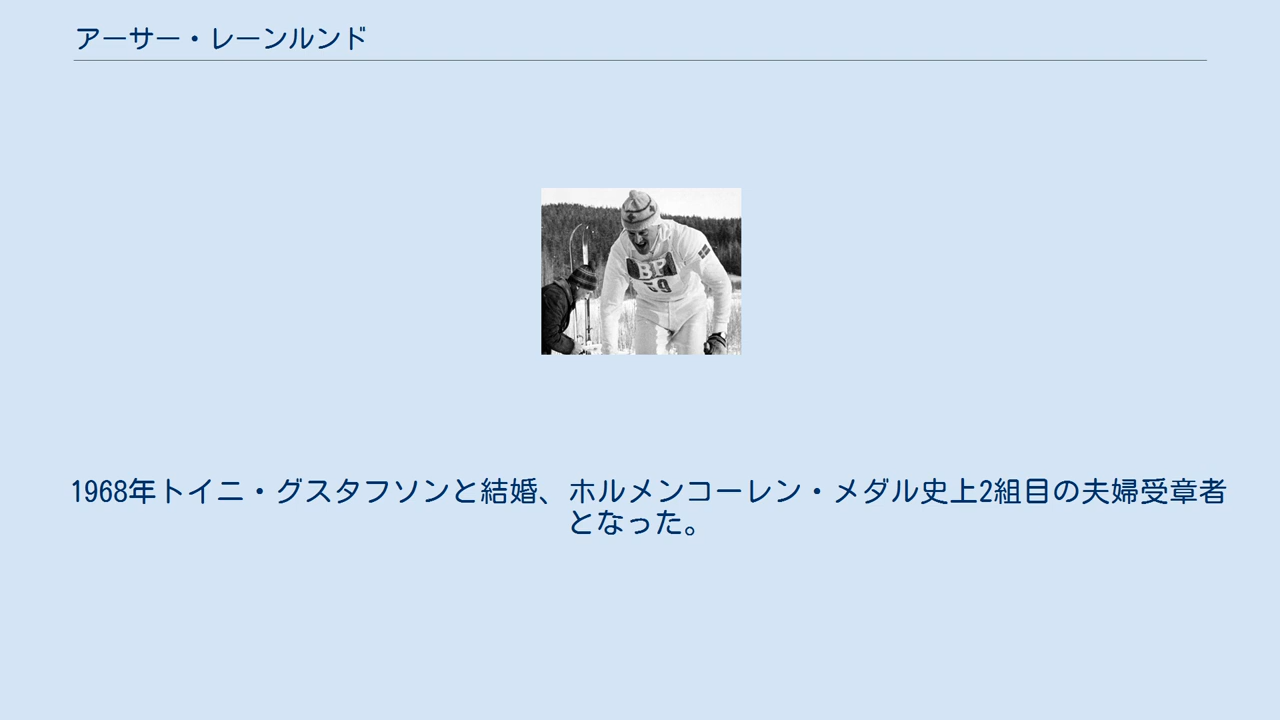 アーサー・レーンルンド
BP
59
1968年トイニ・グスタフソンと結婚、ホルメンコーレン・メダル史上2組目の夫婦受章者
となった。